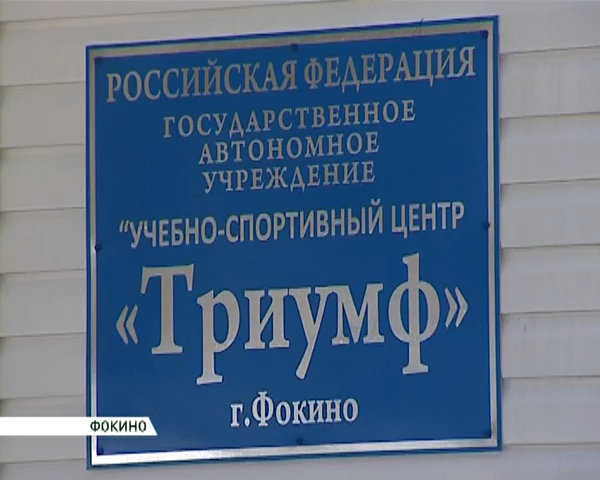 РОССИЙСКАЯ ФЕДЕРАЦИЯ
ГОСУДАРСТВЕННОЕ
АВТОНОМНОЕ
УЧРЕЖДЕНИЕ
“УЧЕБНО-СПОРТИВНЫЙ ЦЕНТР
«Триумф»
г.Фокино
ФОКИНО